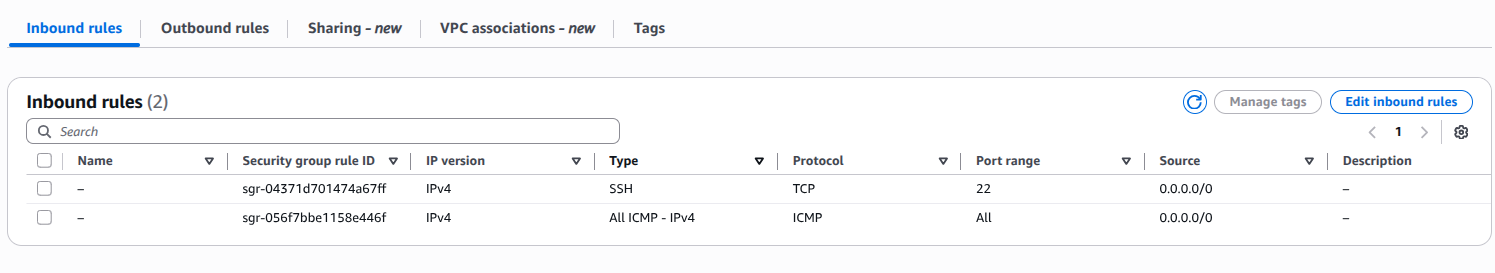 Inbound rules Outbound rules Sharing - new VPC associations - new Tags
Inbound rules (2) Manage tags Edit inbound rules
Search 1
Name Security group rule ID IP version Type Protocol Port range Source Description
– sgr-04371d701474a67ff IPv4 SSH TCP 22 0.0.0.0/0 –
– sgr-056f7bbe1158e446f IPv4 All ICMP - IPv4 ICMP All 0.0.0.0/0 –